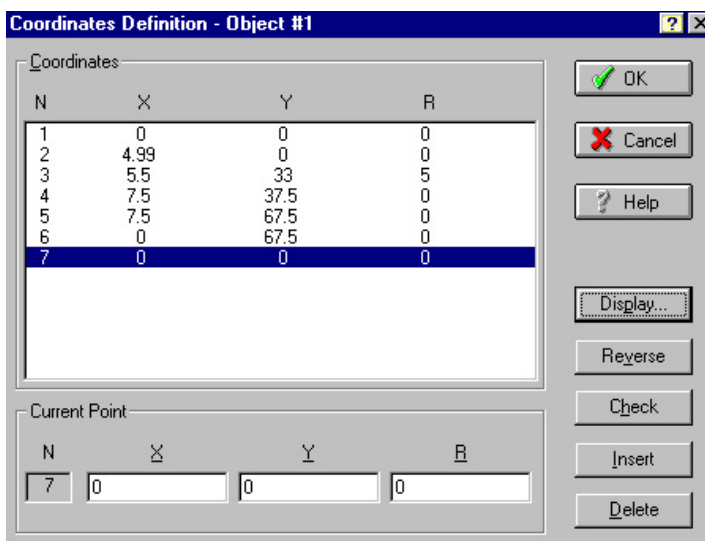 Coordinates Definition - Object #1
Coordinates
N X Y R
1 0 0 0
2 4.99 0 0
3 5.5 33 5
4 7.5 37.5 0
5 7.5 67.5 0
6 0 67.5 0
7 0 0 0
Current Point
N X Y R
7 0 0 0
OK
Cancel
? Help
Display...
Reverse
Check
Insert
Delete